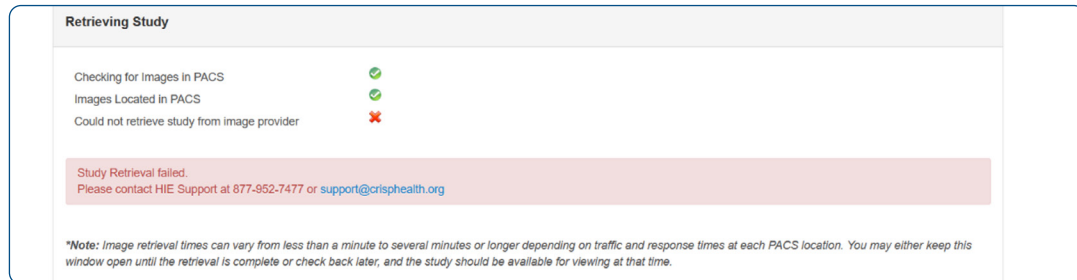 Retrieving Study
Checking for Images in PACS
Images Located in PACS
Could not retrieve study from image provider
Study Retrieval failed.
Please contact HIE Support at 877-952-7477 or support@crisphealth.org
*Note: Image retrieval times can vary from less than a minute to several minutes or longer depending on traffic and response times at each PACS location. You may either keep this
window open until the retrieval is complete or check back later, and the study should be available for viewing at that time.